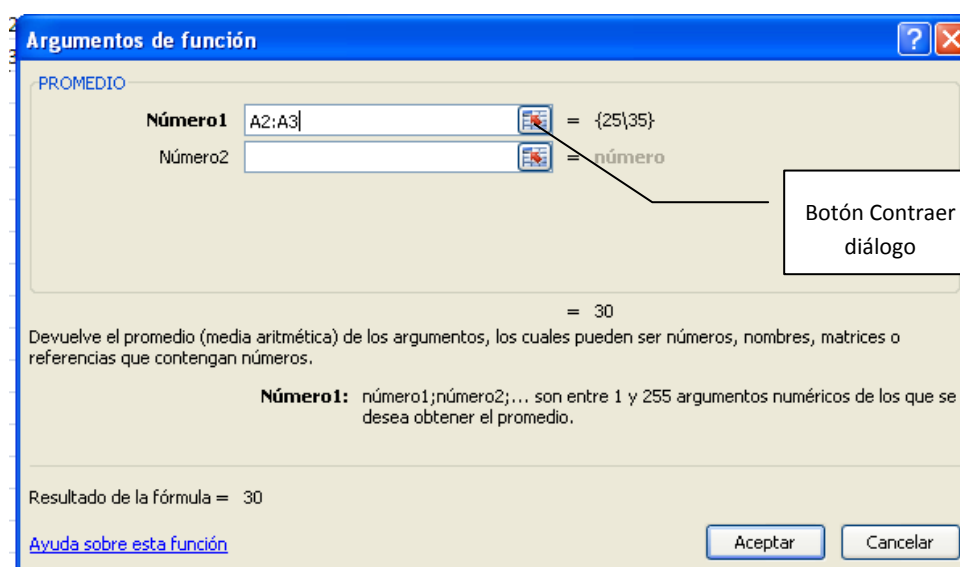 2
3
Argumentos de función
?
PROMEDIO
Número1 A2:A3 = {25\35}
Número2 = número
Botón Contraer
diálogo
= 30
Devuelve el promedio (media aritmética) de los argumentos, los cuales pueden ser números, nombres, matrices o
referencias que contengan números.
Número1: número1;número2;... son entre 1 y 255 argumentos numéricos de los que se
desea obtener el promedio.
Resultado de la fórmula = 30
Ayuda sobre esta función
Aceptar
Cancelar